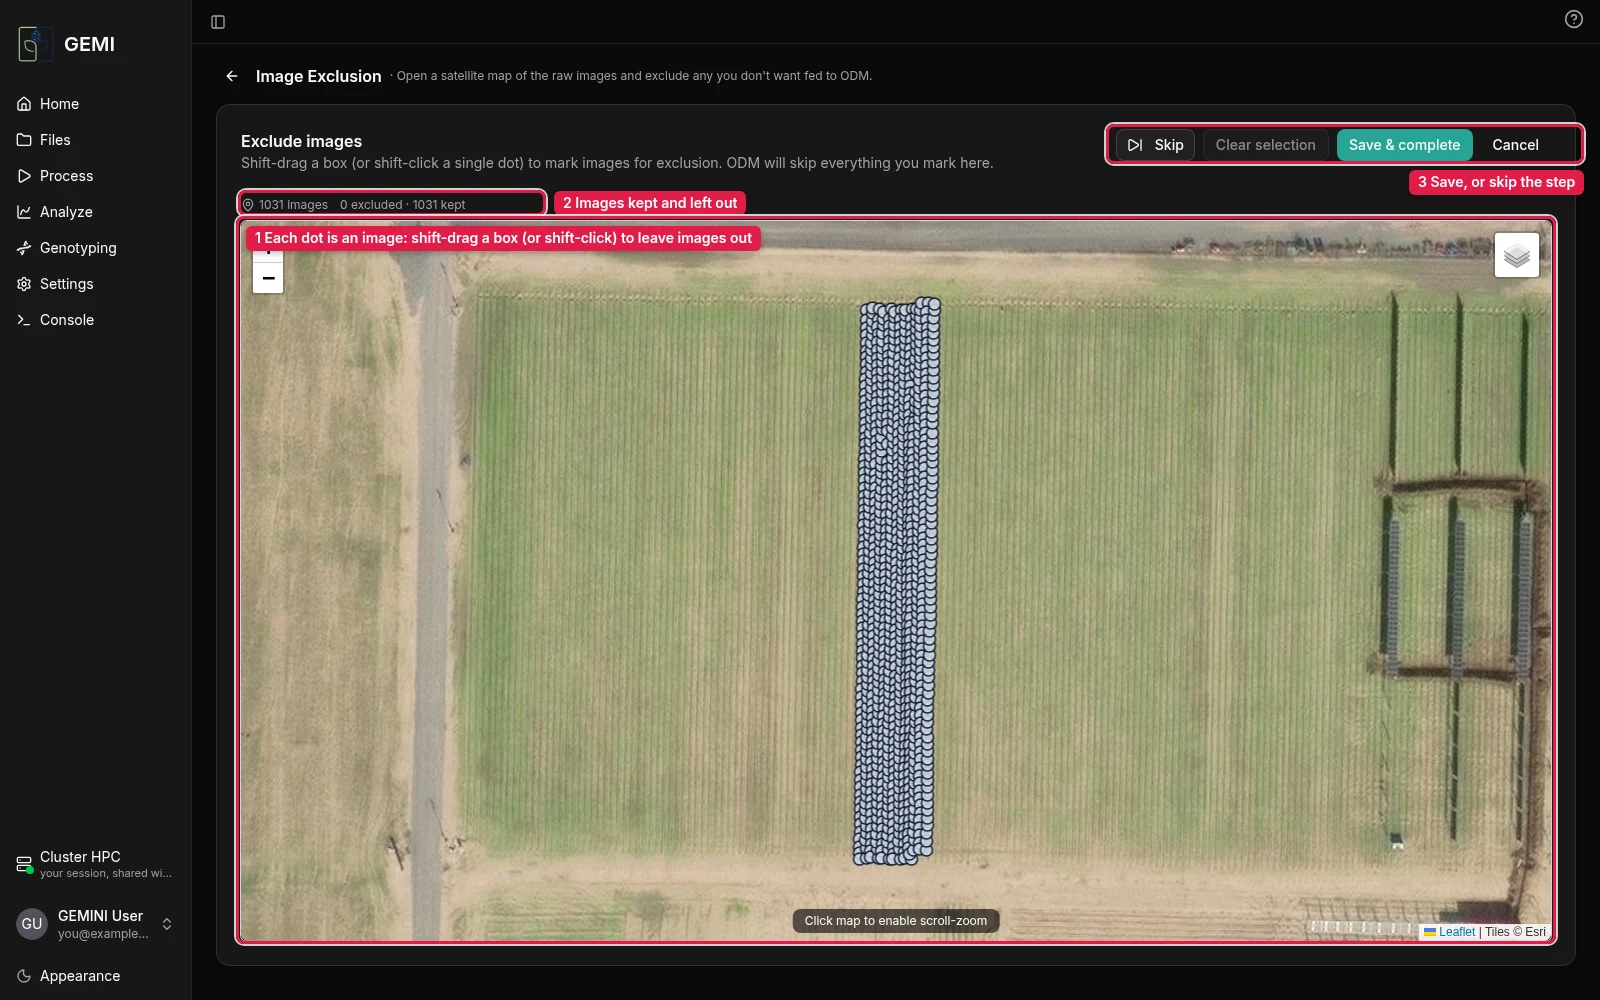 GEMI
Home
Files
Process
Analyze
Genotyping
Settings
Console
Cluster HPC
your session, shared wi...
GU
GEMINI User
you@example...
Appearance
Image Exclusion · Open a satellite map of the raw images and exclude any you don't want fed to ODM.
Exclude images
Shift-drag a box (or shift-click a single dot) to mark images for exclusion. ODM will skip everything you mark here.
Skip
Clear selection
Save & complete
Cancel
3 Save, or skip the step
1031 images 0 excluded · 1031 kept
2 Images kept and left out
1 Each dot is an image: shift-drag a box (or shift-click) to leave images out
−
Click map to enable scroll-zoom
Leaflet | Tiles © Esri